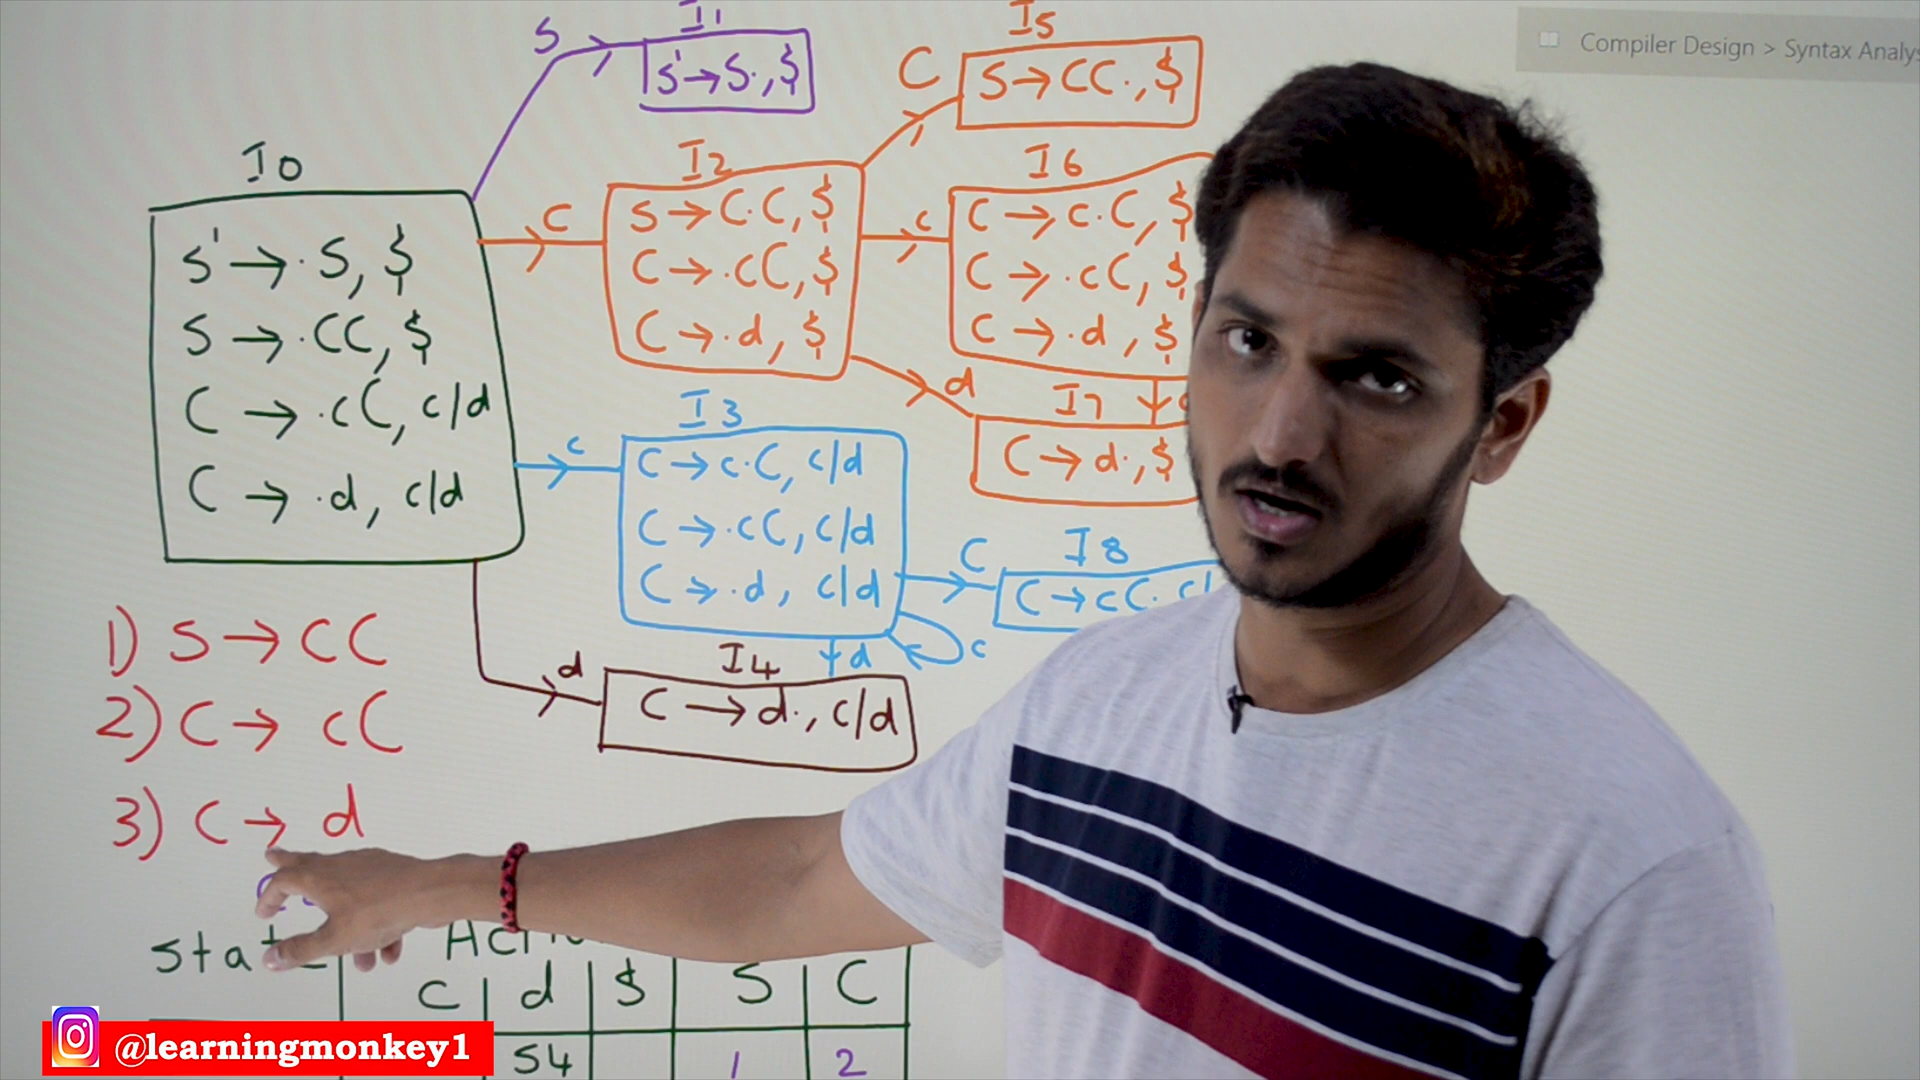 Compiler Design > Syntax Analys
I0
S' → .S, $
S → .CC, $
C → .cC, c/d
C → .d, c/d
S
I1
S' → S., $
C
I2
S → C.C, $
C → .cC, $
C → .d, $
C
I5
S → CC., $
c
I6
C → c.C, $
C → .cC, $
C → .d, $
d
I7
C → d., $
c
I3
C → c.C, c/d
C → .cC, c/d
C → .d, c/d
C
I8
C → cC. c/
c
d
d
I4
C → d., c/d
1) S → CC
2) C → cC
3) C → d
c d $ S C
S4 1 2
@learningmonkey1